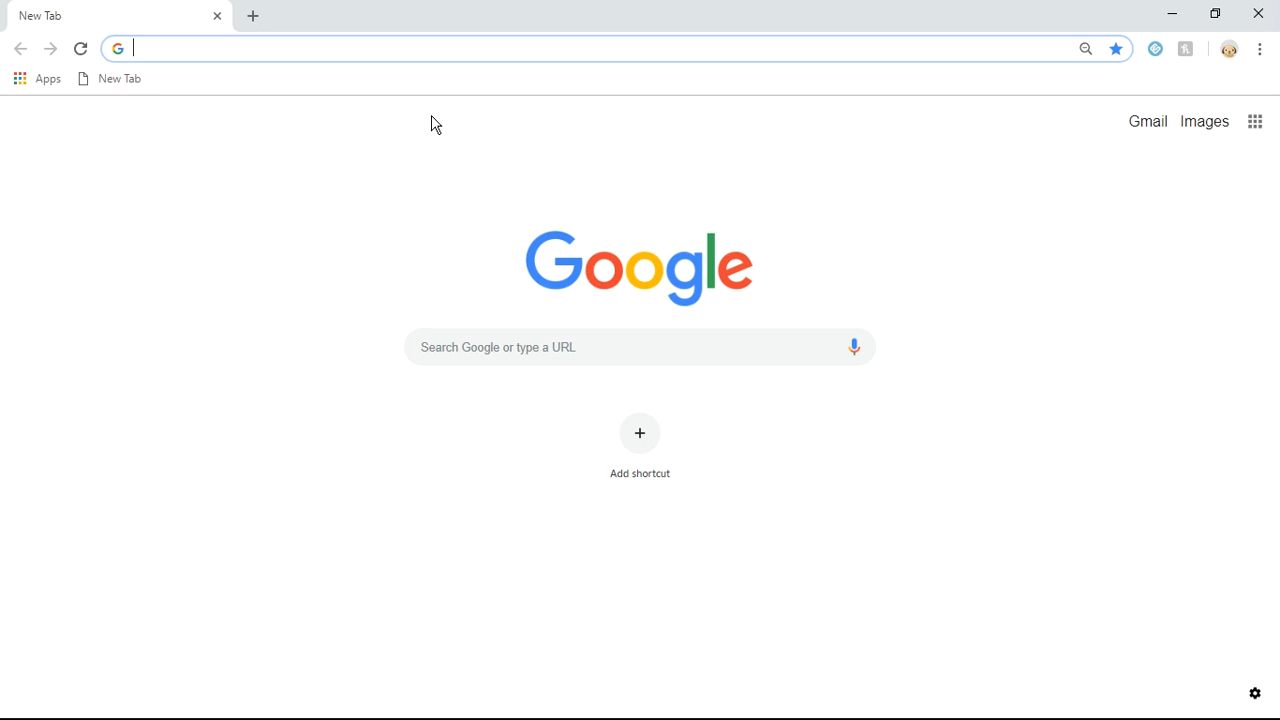 New Tab
Apps
New Tab
Gmail
Images
Google
Search Google or type a URL
Add shortcut